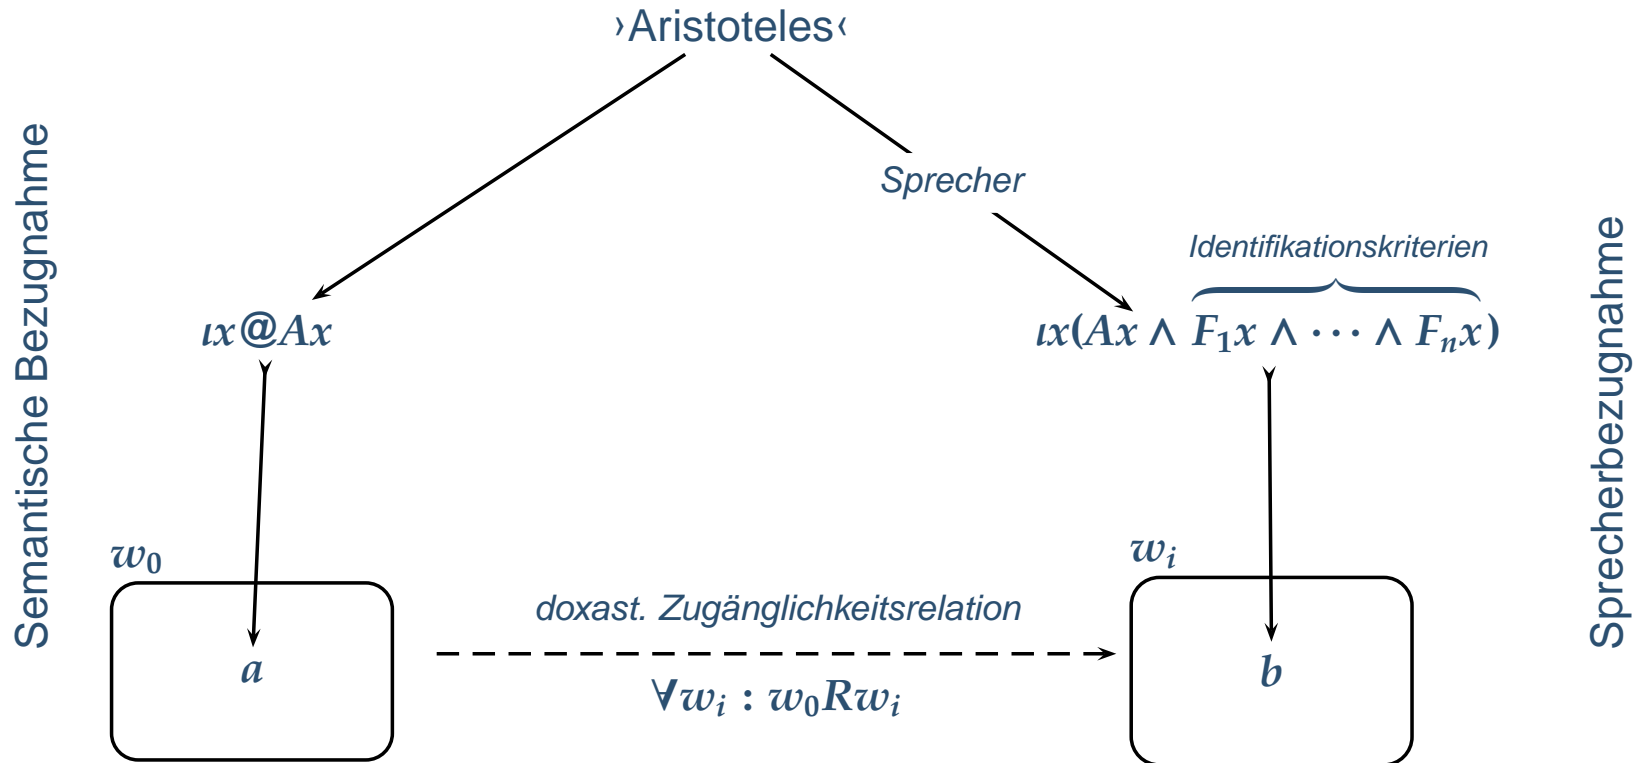 ›Aristoteles‹
Semantische Bezugnahme
Sprecher
Identifikationskriterien
ιx@Ax
ιx(Ax ∧ F₁x ∧ ⋯ ∧ Fₙx)
Sprecherbezugnahme
w₀
wᵢ
doxast. Zugänglichkeitsrelation
a
b
∀wᵢ : w₀Rwᵢ